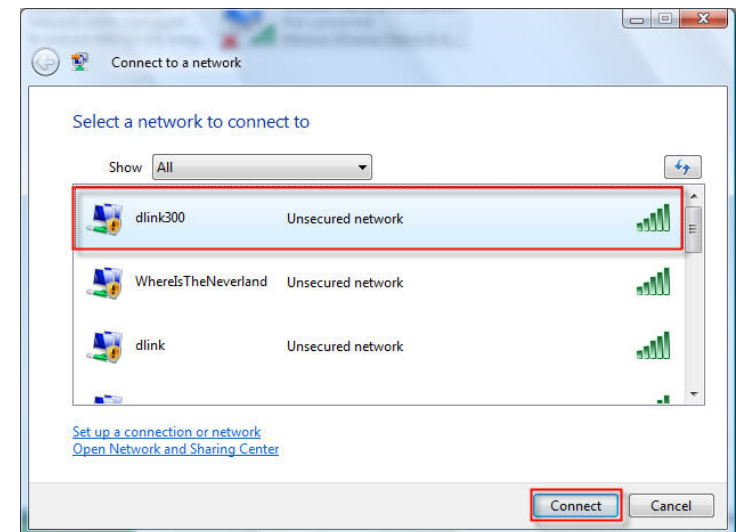 Connect to a network
Select a network to connect to
Show All
dlink300 Unsecured network
WhereIsTheNeverland Unsecured network
dlink Unsecured network
Set up a connection or network
Open Network and Sharing Center
Connect Cancel